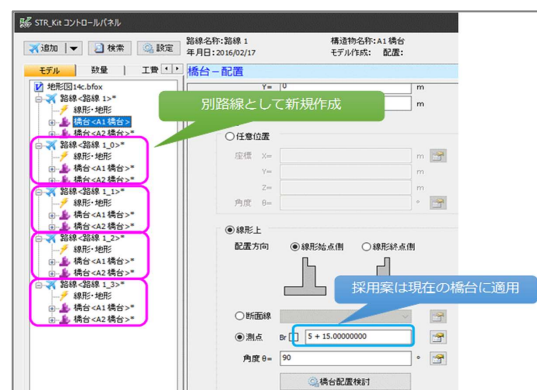 STR_Kit コントロールパネル
追加 検索 設定
路線名称:路線 1 構造物名称:A1 橋台
年月日:2016/02/17 モデル作成: 配置:
モデル 数量 工費
橋台-配置
地形図14c.bfox
路線<路線 1>*
線形・地形
橋台<A1 橋台>
橋台<A2 橋台>*
路線<路線 1_0>*
線形・地形
橋台<A1 橋台>*
橋台<A2 橋台>*
路線<路線 1_1>*
線形・地形
橋台<A1 橋台>*
橋台<A2 橋台>*
路線<路線 1_2>*
線形・地形
橋台<A1 橋台>*
橋台<A2 橋台>*
路線<路線 1_3>*
線形・地形
橋台<A1 橋台>*
橋台<A2 橋台>*
別路線として新規作成
Y= 0 m
m
任意位置
座標 X= m
Y= m
Z= m
角度 θ= °
線形上
配置方向 線形始点側 線形終点側
採用案は現在の橋台に適用
断面線
測点 Br 5 + 15.00000000
角度 θ= 90 °
橋台配置検討